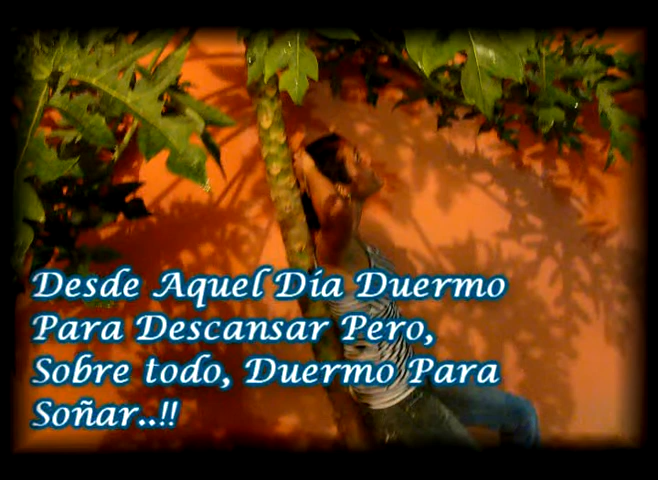 Desde Aquel Día Duermo
Para Descansar Pero,
Sobre todo, Duermo Para
Soñar..!!